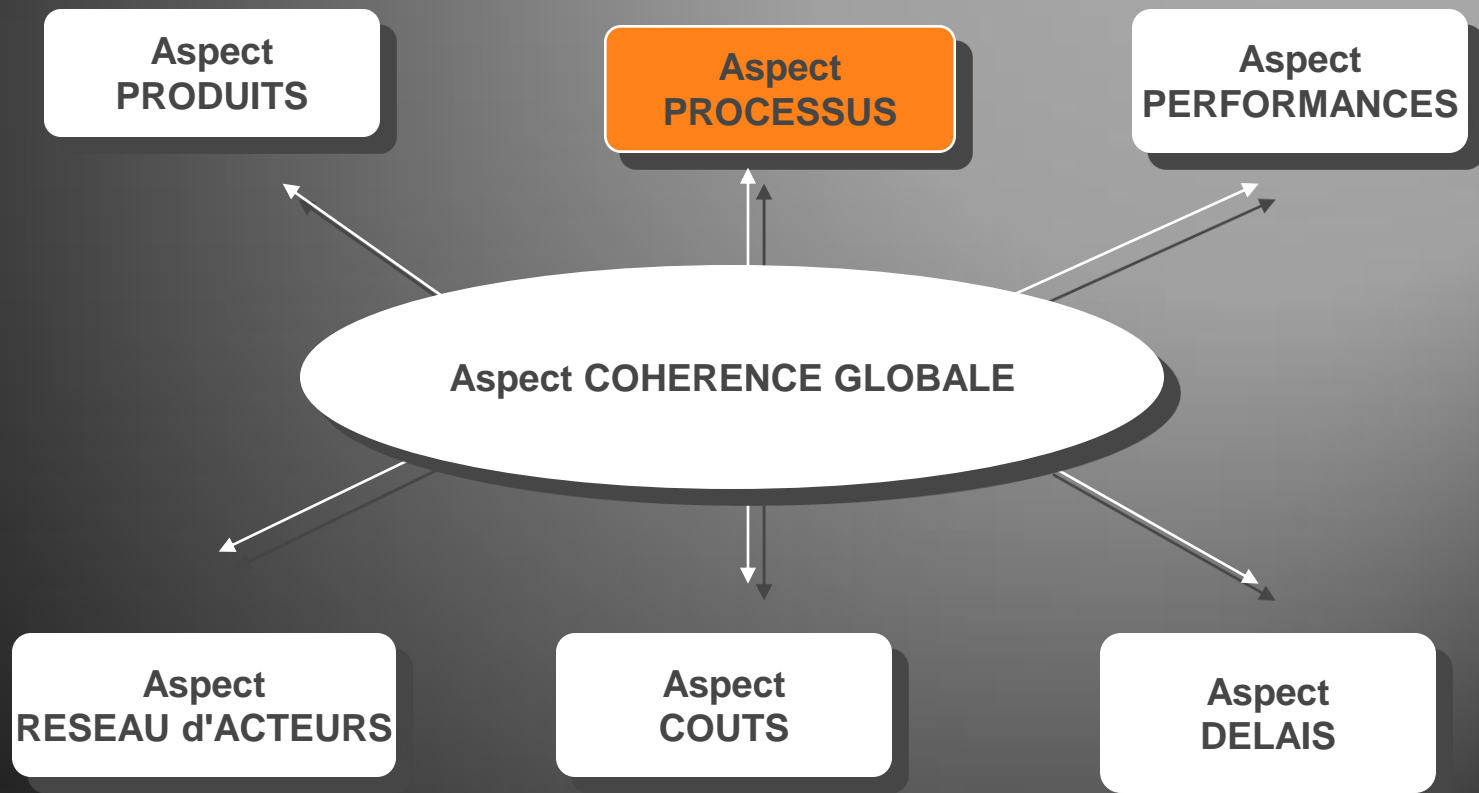 Aspect
PRODUITS
Aspect
PROCESSUS
Aspect
PERFORMANCES
Aspect COHERENCE GLOBALE
Aspect
RESEAU d'ACTEURS
Aspect
COUTS
Aspect
DELAIS